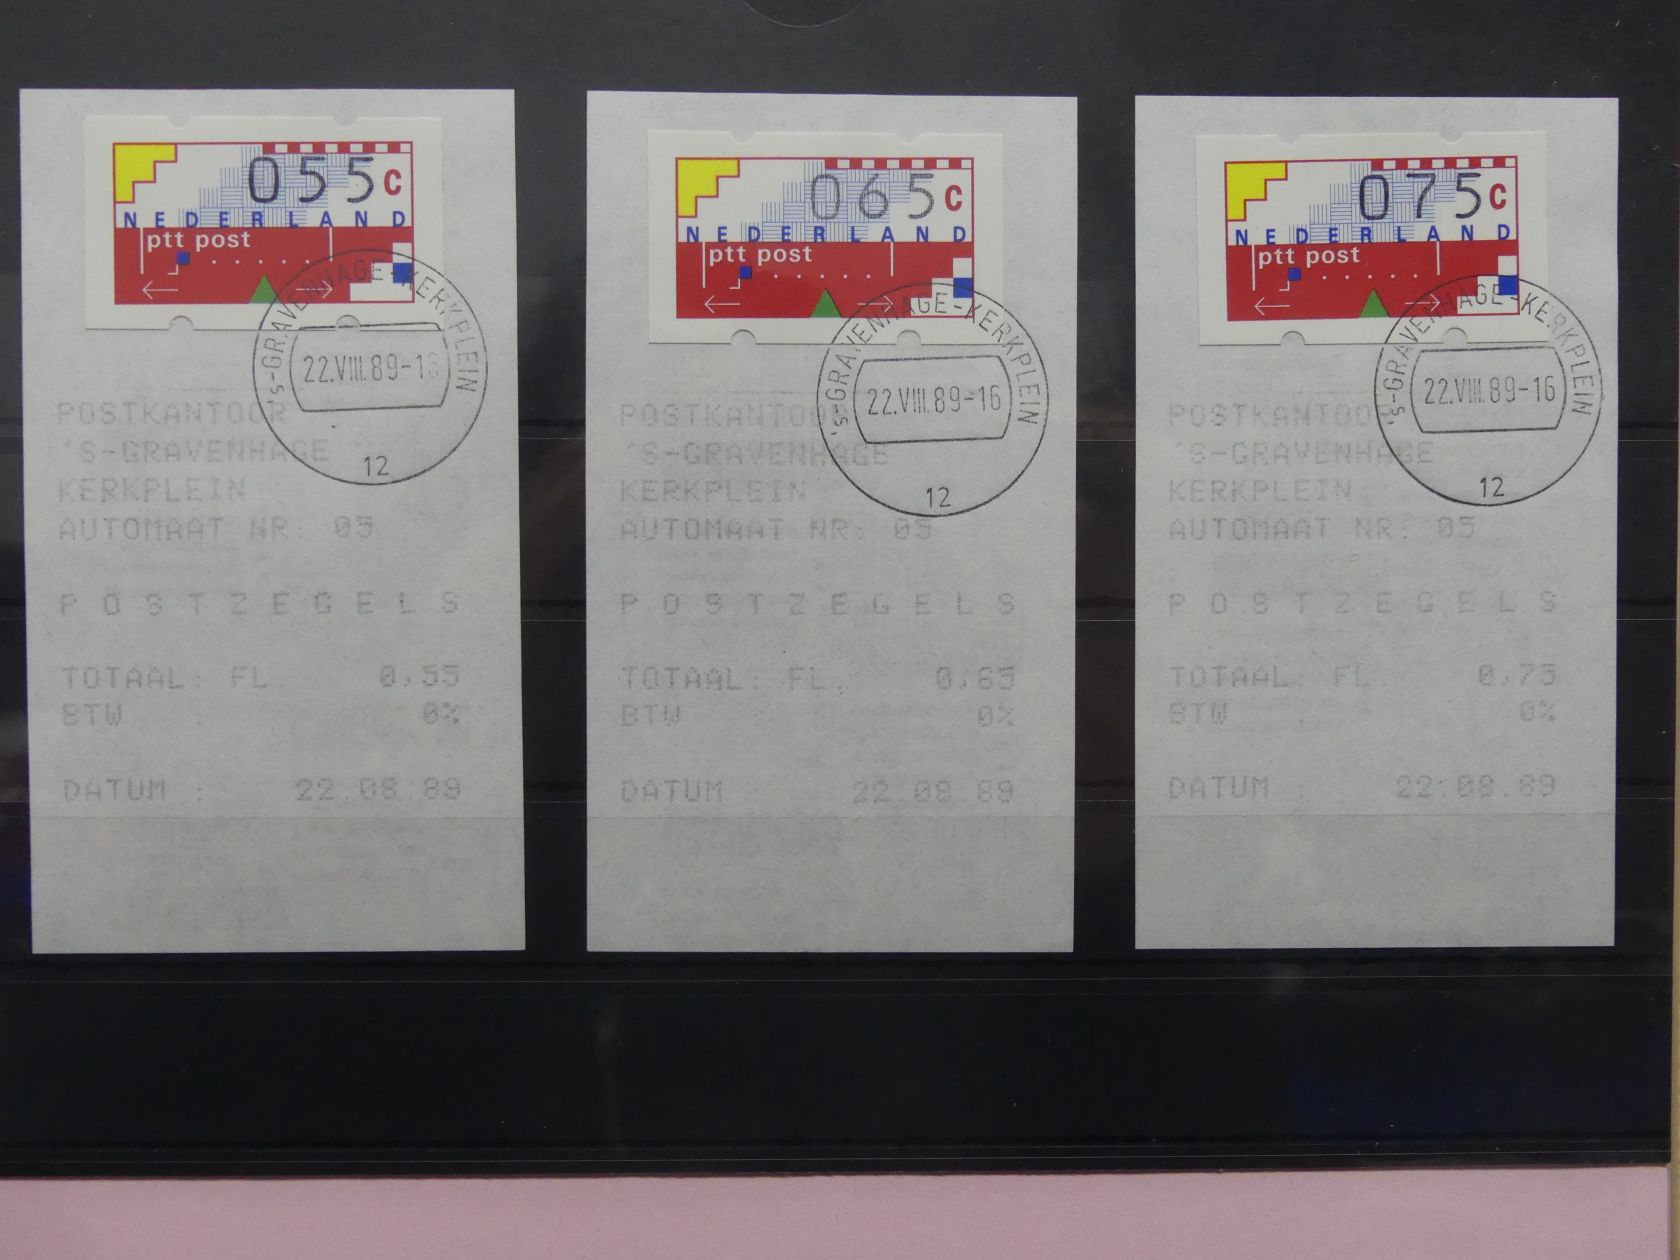 055c
NEDERLAND
ptt post
's-GRAVENHAGE-KERKPLEIN
22.VIII.89-16
12
POSTKANTOOR
'S-GRAVENHAGE
KERKPLEIN
AUTOMAAT NR: 05
POSTZEGELS
TOTAAL: FL. 0,55
BTW : 0%
DATUM : 22.08.89
065c
NEDERLAND
ptt post
's-GRAVENHAGE-KERKPLEIN
22.VIII.89-16
12
POSTKANTOOR
'S-GRAVENHAGE
KERKPLEIN
AUTOMAAT NR: 05
POSTZEGELS
TOTAAL: FL. 0,65
BTW : 0%
DATUM : 22.08.89
075c
NEDERLAND
ptt post
's-GRAVENHAGE-KERKPLEIN
22.VIII.89-16
12
POSTKANTOOR
'S-GRAVENHAGE
KERKPLEIN
AUTOMAAT NR: 05
POSTZEGELS
TOTAAL: FL. 0,75
BTW : 0%
DATUM : 22.08.89